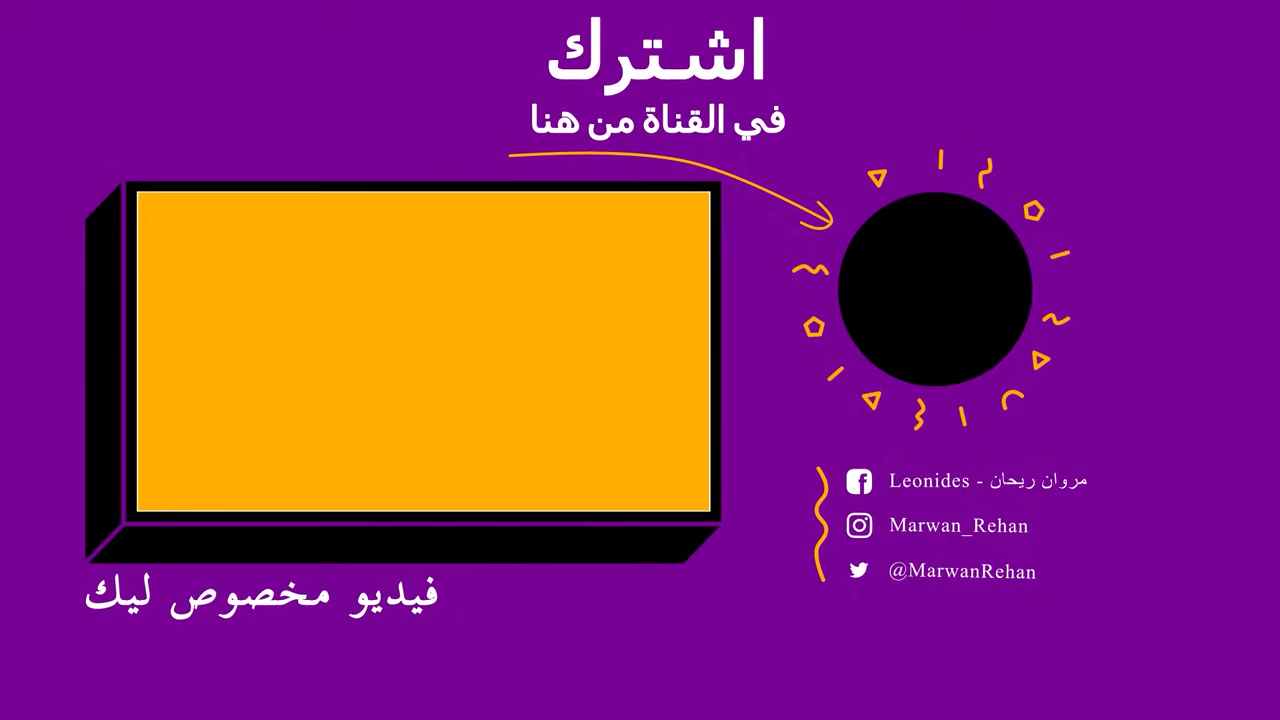 اشترك
في القناة من هنا
Leonides - مروان ريحان
Marwan_Rehan
@MarwanRehan
فيديو مخصوص ليك